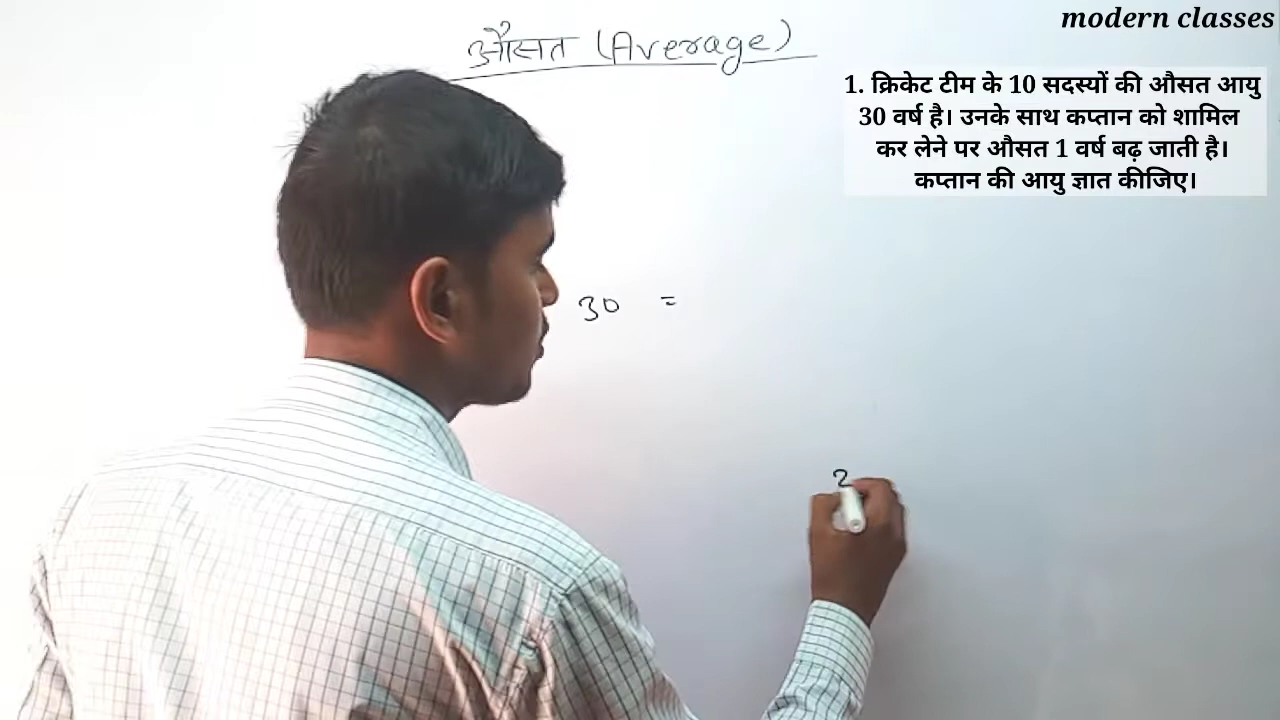 modern classes
औसत (Average)
1. क्रिकेट टीम के 10 सदस्यों की औसत आयु
30 वर्ष है। उनके साथ कप्तान को शामिल
कर लेने पर औसत 1 वर्ष बढ़ जाती है।
कप्तान की आयु ज्ञात कीजिए।
30 =
2